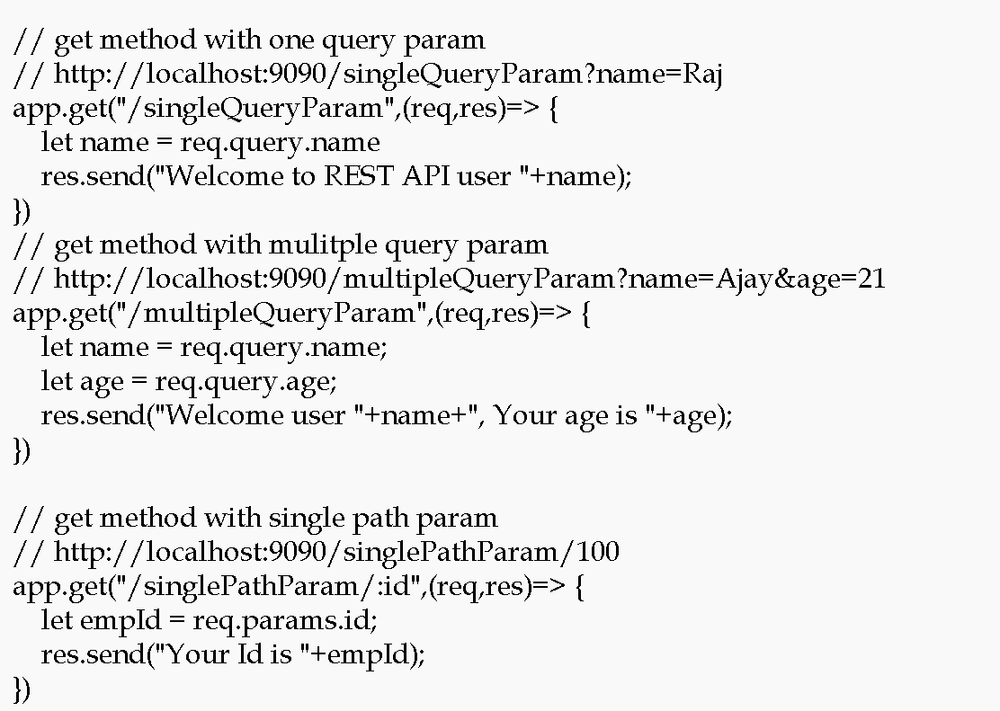 // get method with one query param
// http://localhost:9090/singleQueryParam?name=Raj
app.get("/singleQueryParam",(req,res)=> {
let name = req.query.name
res.send("Welcome to REST API user "+name);
})
// get method with mulitple query param
// http://localhost:9090/multipleQueryParam?name=Ajay&age=21
app.get("/multipleQueryParam",(req,res)=> {
let name = req.query.name;
let age = req.query.age;
res.send("Welcome user "+name+", Your age is "+age);
})
// get method with single path param
// http://localhost:9090/singlePathParam/100
app.get("/singlePathParam/:id",(req,res)=> {
let empId = req.params.id;
res.send("Your Id is "+empId);
})